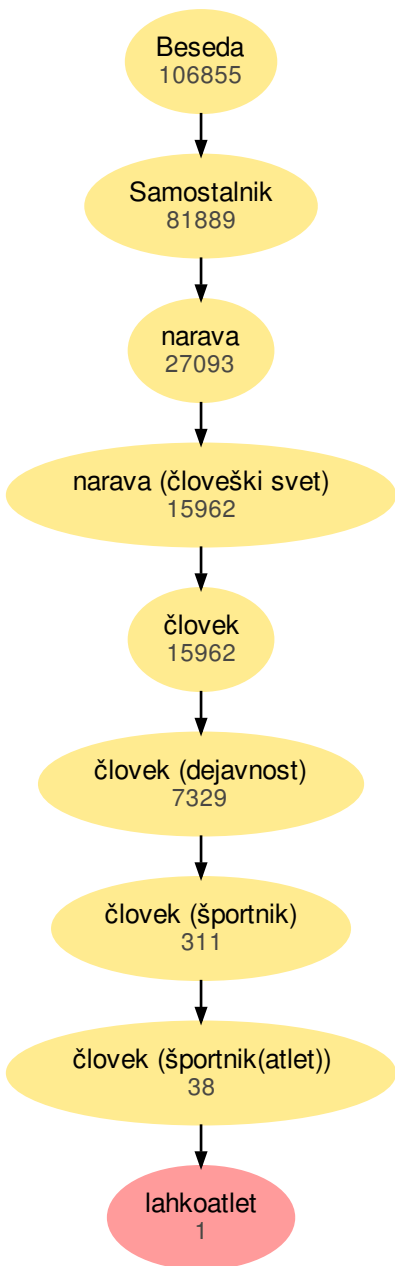 Beseda
106855
Samostalnik
81889
narava
27093
narava (človeški svet)
15962
človek
15962
človek (dejavnost)
7329
človek (športnik)
311
človek (športnik(atlet))
38
lahkoatlet
1